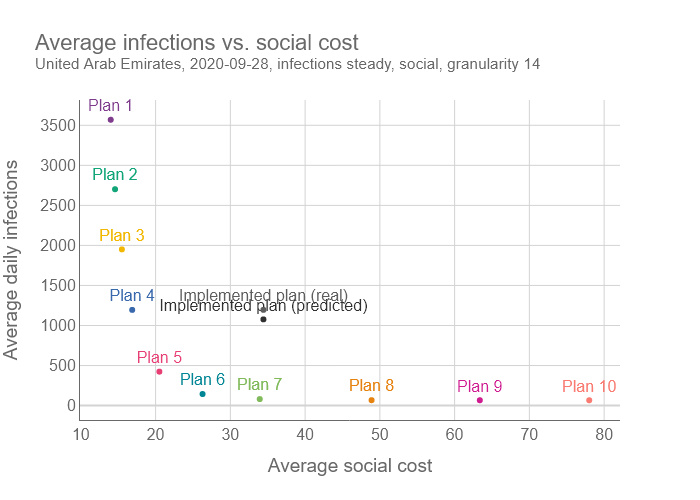 Average infections vs. social cost
United Arab Emirates, 2020-09-28, infections steady, social, granularity 14
Plan 1
3500
3000
Plan 2
2500
Plan 3
2000
1500
Plan 4
Implemented plan (real)
Implemented plan (predicted)
1000
500
Plan 5
Plan 6
Plan 7
Plan 8
Plan 9
Plan 10
0
10 20 30 40 50 60 70 80
Average social cost
Average daily infections